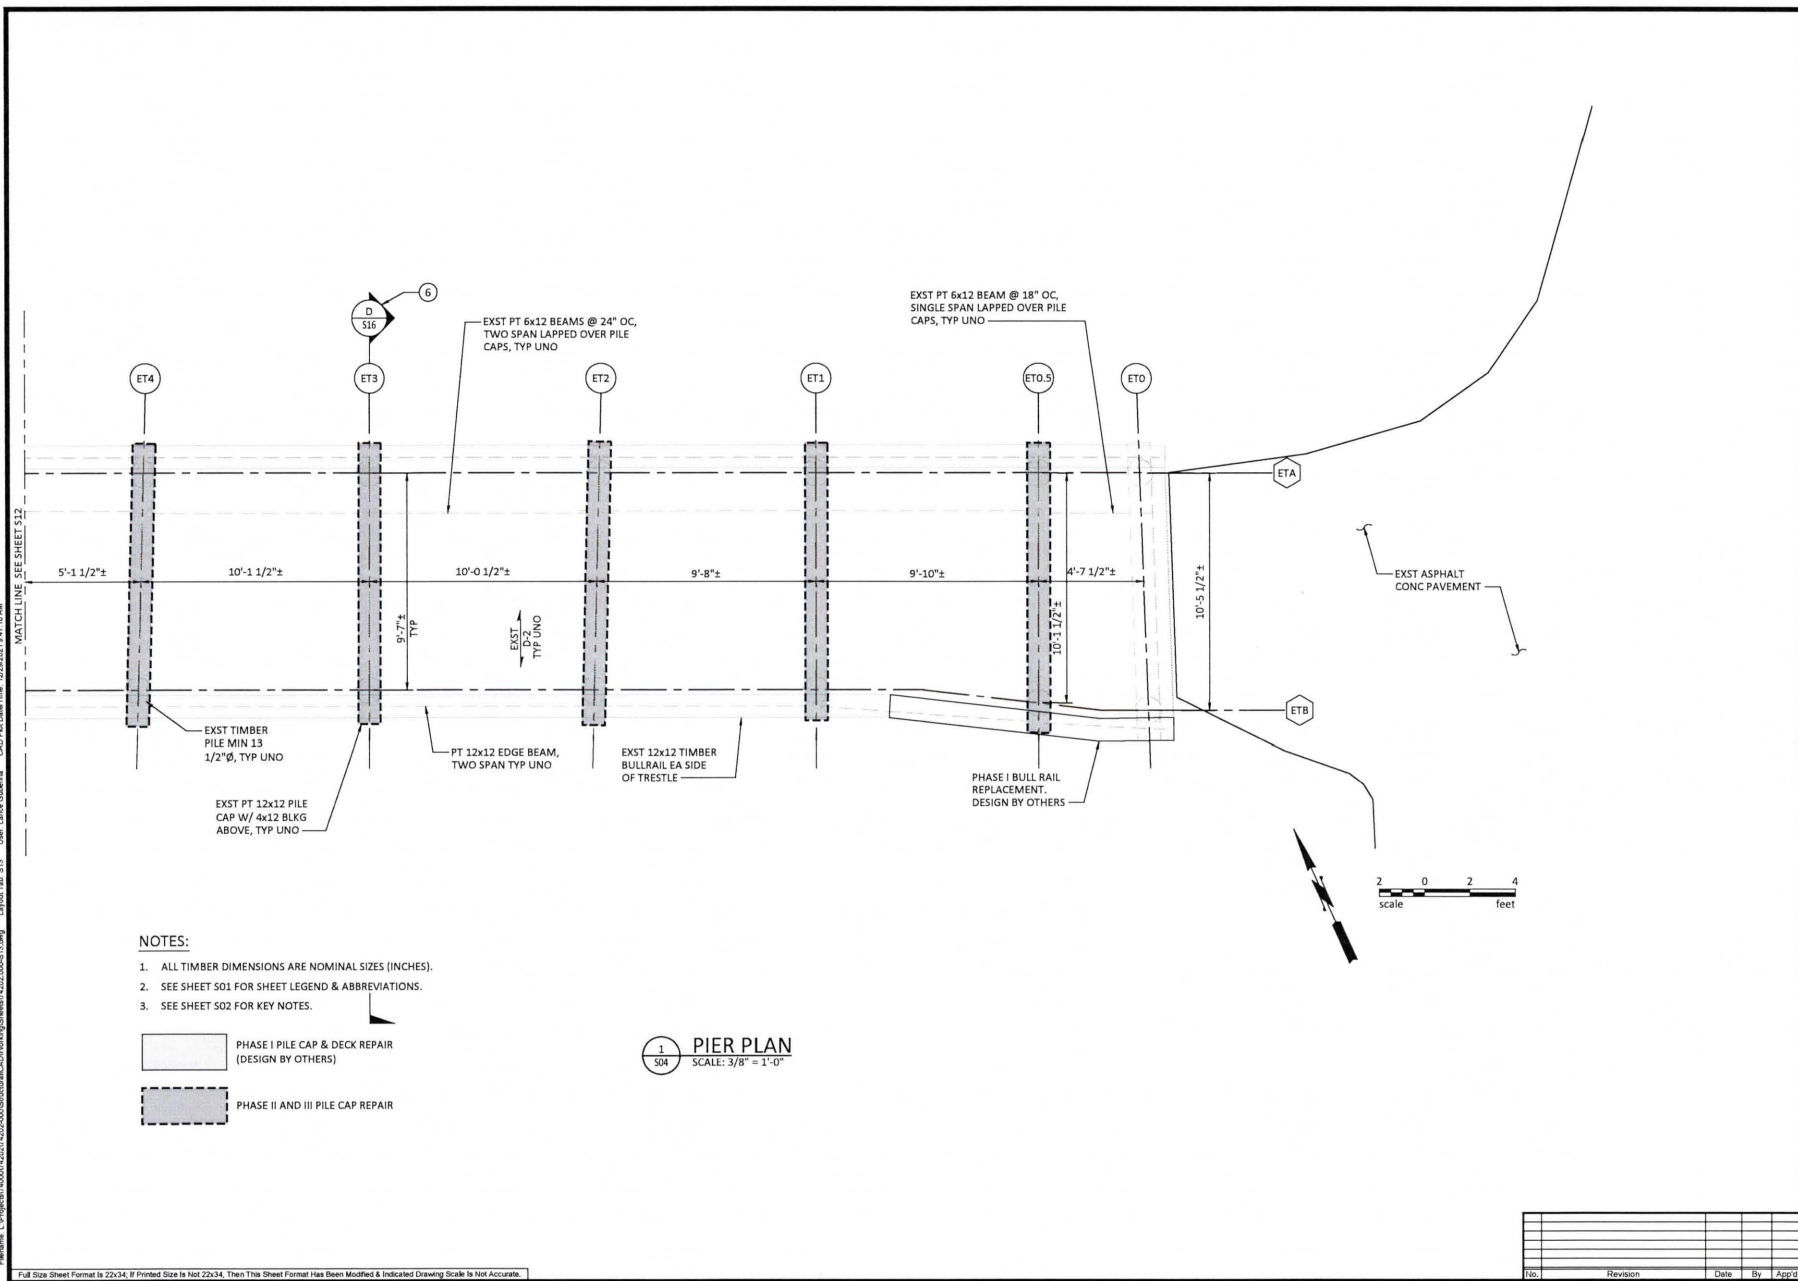 D
S16
6
EXST PT 6x12 BEAMS @ 24" OC,
TWO SPAN LAPPED OVER PILE
CAPS, TYP UNO
EXST PT 6x12 BEAM @ 18" OC,
SINGLE SPAN LAPPED OVER PILE
CAPS, TYP UNO
ET4
ET3
ET2
ET1
ET0.5
ET0
ETA
MATCH LINE SEE SHEET S12
5'-1 1/2"±
10'-1 1/2"±
10'-0 1/2"±
9'-8"±
9'-10"±
4'-7 1/2"±
9'-7"±
TYP
EXST
D-2
TYP UNO
10'-1 1/2"±
10'-5 1/2"±
EXST ASPHALT
CONC PAVEMENT
ETB
EXST TIMBER
PILE MIN 13
1/2"Ø, TYP UNO
PT 12x12 EDGE BEAM,
TWO SPAN TYP UNO
EXST 12x12 TIMBER
BULLRAIL EA SIDE
OF TRESTLE
PHASE I BULL RAIL
REPLACEMENT.
DESIGN BY OTHERS
EXST PT 12x12 PILE
CAP W/ 4x12 BLKG
ABOVE, TYP UNO
2 0 2 4
scale feet
NOTES:
1. ALL TIMBER DIMENSIONS ARE NOMINAL SIZES (INCHES).
2. SEE SHEET S01 FOR SHEET LEGEND & ABBREVIATIONS.
3. SEE SHEET S02 FOR KEY NOTES.
PHASE I PILE CAP & DECK REPAIR
(DESIGN BY OTHERS)
PHASE II AND III PILE CAP REPAIR
1
S04
PIER PLAN
SCALE: 3/8" = 1'-0"
No. Revision Date By App'd
Full Size Sheet Format Is 22x34; If Printed Size Is Not 22x34, Then This Sheet Format Has Been Modified & Indicated Drawing Scale Is Not Accurate.